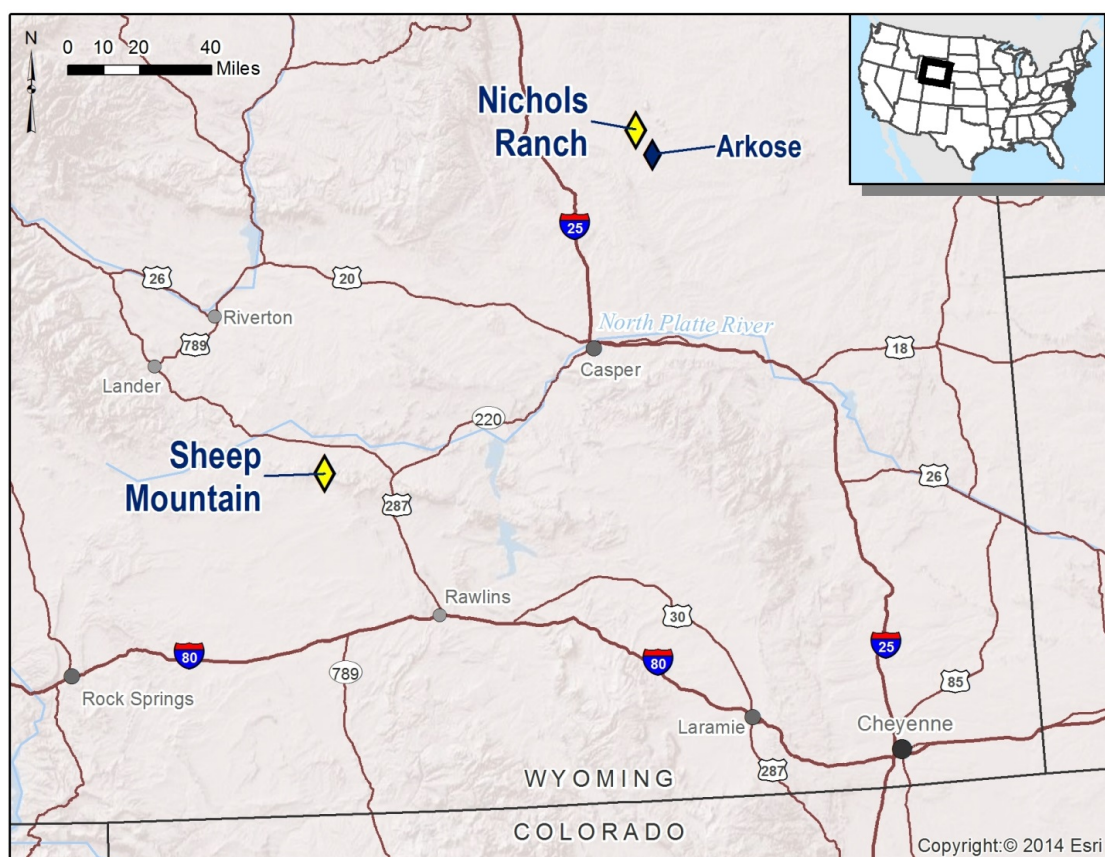 N
0 10 20 40
Miles
Nichols
Ranch
Arkose
25
26
20
Riverton
789
North Platte River
18
Casper
Lander
220
Sheep
Mountain
287
26
Rawlins
30
80
789
80
25
85
Rock Springs
Laramie
Cheyenne
287
WYOMING
COLORADO
Copyright:© 2014 Esri